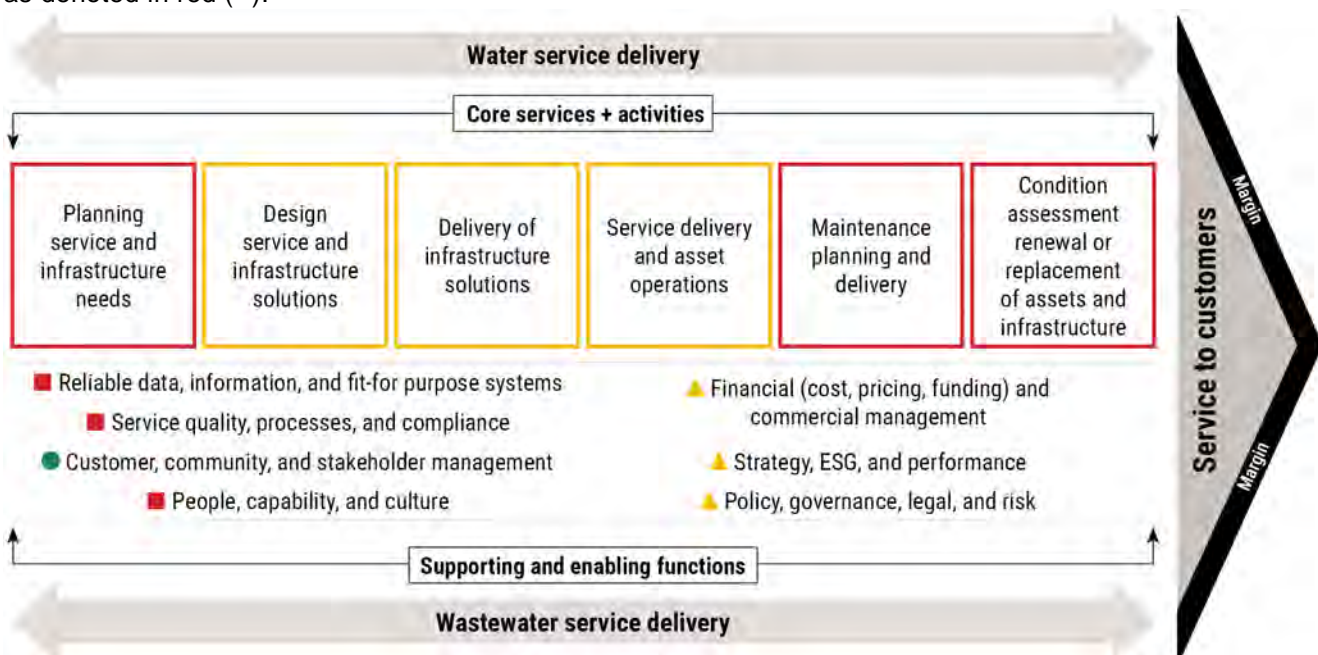 as denoted in red ( ).
Water service delivery
Core services + activities
Planning
service and
infrastructure
needs
Design
service and
infrastructure
solutions
Delivery of
infrastructure
solutions
Service delivery
and asset
operations
Maintenance
planning and
delivery
Condition
assessment
renewal or
replacement
of assets and
infrastructure
Reliable data, information, and fit-for purpose systems
Service quality, processes, and compliance
Customer, community, and stakeholder management
People, capability, and culture
Financial (cost, pricing, funding) and
commercial management
Strategy, ESG, and performance
Policy, governance, legal, and risk
Supporting and enabling functions
Wastewater service delivery
Service to customers
Margin
Margin